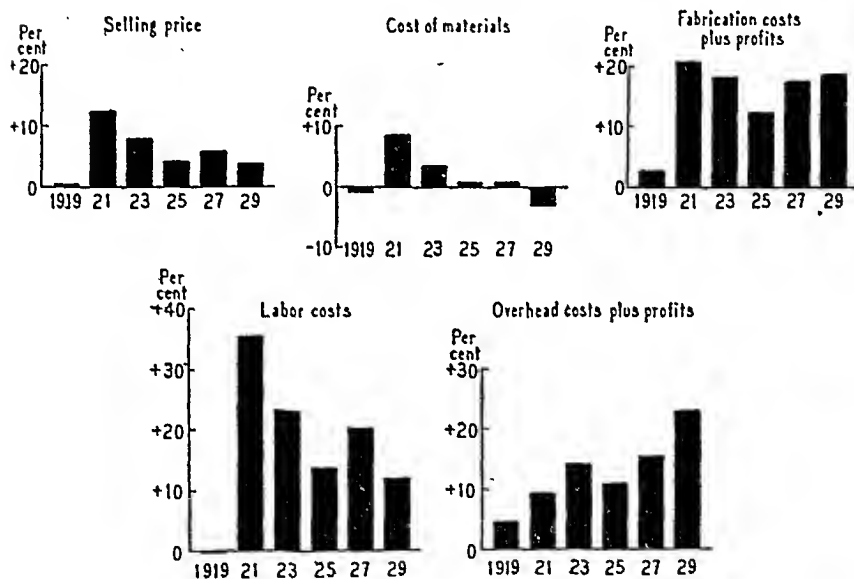 Selling price
Per
cent
+20
+10
0
1919 21 23 25 27 29
Cost of materials
Per
cent
+10
0
-10
1919 21 23 25 27 29
Fabrication costs
plus profits
Per
cent
+20
+10
0
1919 21 23 25 27 29
Labor costs
Per
cent
+40
+30
+20
+10
0
1919 21 23 25 27 29
Overhead costs plus profits
Per
cent
+30
+20
+10
0
1919 21 23 25 27 29